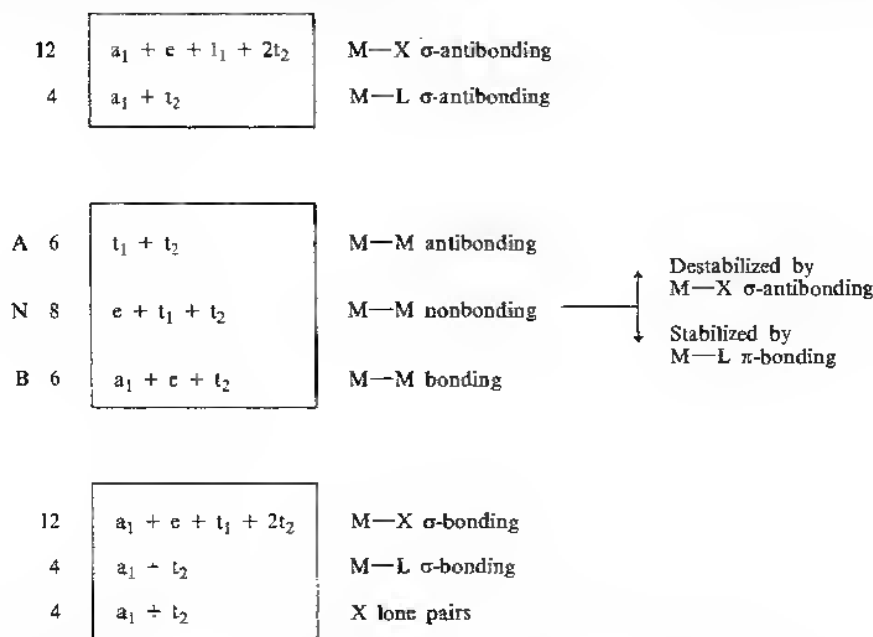 12 a₁ + e + t₁ + 2t₂ M—X σ-antibonding
4 a₁ + t₂ M—L σ-antibonding
A 6 t₁ + t₂ M—M antibonding
N 8 e + t₁ + t₂ M—M nonbonding
B 6 a₁ + e + t₂ M—M bonding
Destabilized by
M—X σ-antibonding
Stabilized by
M—L π-bonding
12 a₁ + e + t₁ + 2t₂ M—X σ-bonding
4 a₁ + t₂ M—L σ-bonding
4 a₁ + t₂ X lone pairs